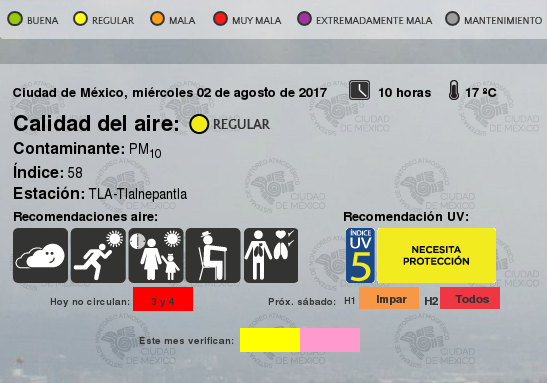 BUENA REGULAR MALA MUY MALA EXTREMADAMENTE MALA MANTENIMIENTO
Ciudad de México, miércoles 02 de agosto de 2017 10 horas 17 ºC
Calidad del aire: REGULAR
Contaminante: PM10
Índice: 58
Estación: TLA-Tlalnepantla
Recomendaciones aire: Recomendación UV:
ÍNDICE
UV
5
NECESITA
PROTECCIÓN
Hoy no circulan: 3 y 4 Próx. sábado: H1 Impar H2 Todos
Este mes verifican: